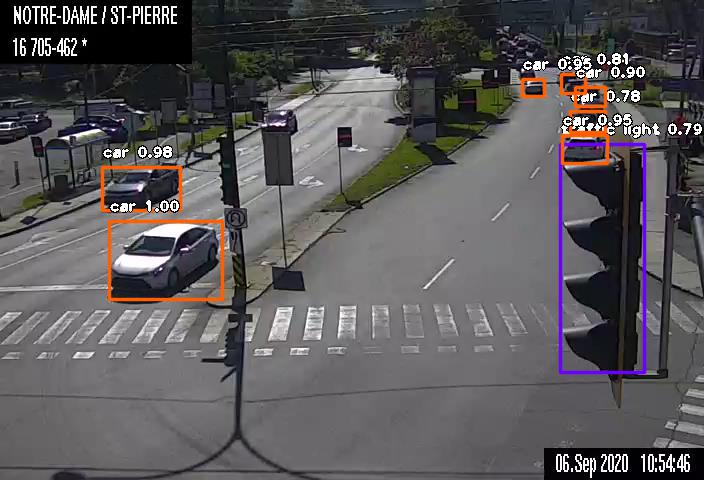 NOTRE-DAME / ST-PIERRE
16 705-462 *
car 0.95
0.81
car 0.90
car 0.78
car 0.95
traffic light 0.79
car 0.98
car 1.00
06.Sep 2020 10:54:46